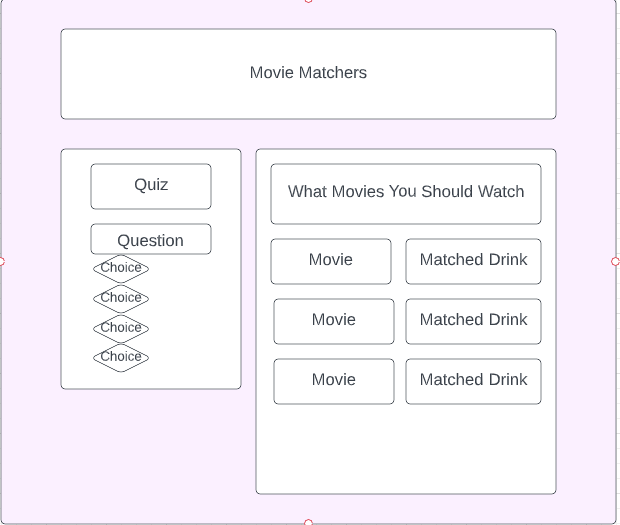 Movie Matchers
Quiz
Question
Choice
Choice
Choice
Choice
What Movies You Should Watch
Movie
Matched Drink
Movie
Matched Drink
Movie
Matched Drink